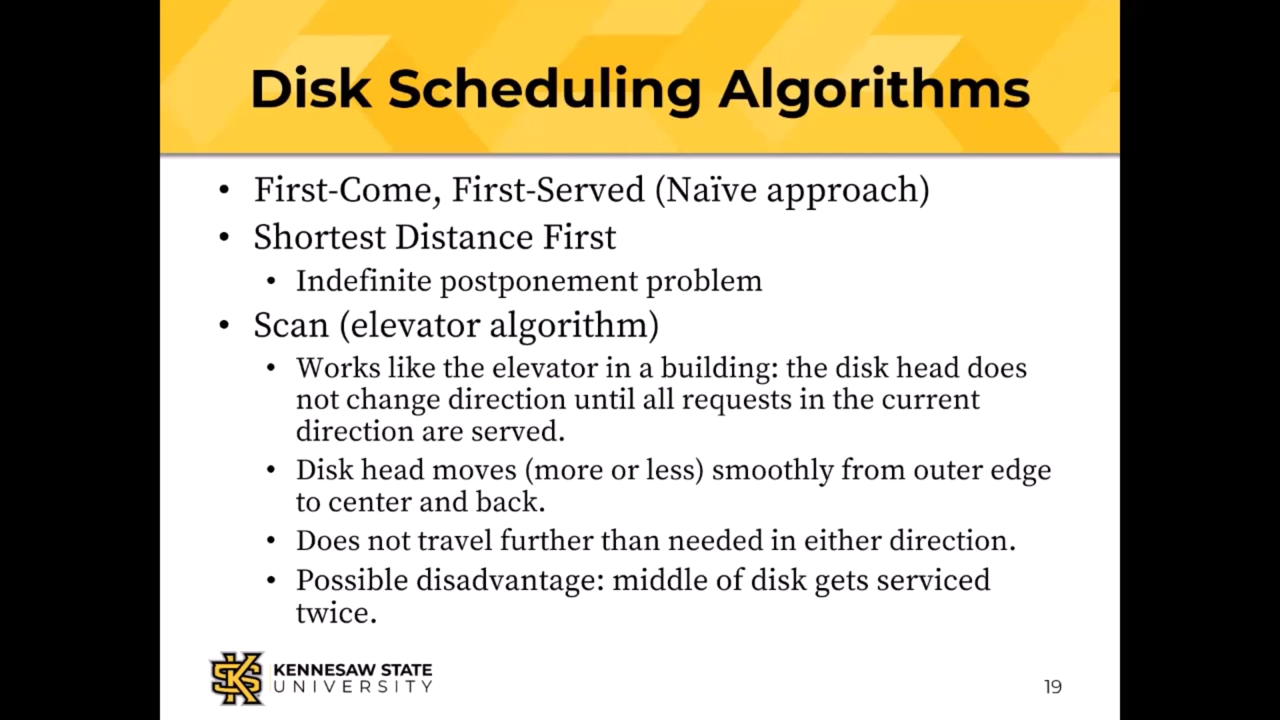 Disk Scheduling Algorithms
• First-Come, First-Served (Naïve approach)
• Shortest Distance First
• Indefinite postponement problem
• Scan (elevator algorithm)
• Works like the elevator in a building: the disk head does
not change direction until all requests in the current
direction are served.
• Disk head moves (more or less) smoothly from outer edge
to center and back.
• Does not travel further than needed in either direction.
• Possible disadvantage: middle of disk gets serviced
twice.
KENNESAW STATE
UNIVERSITY
19